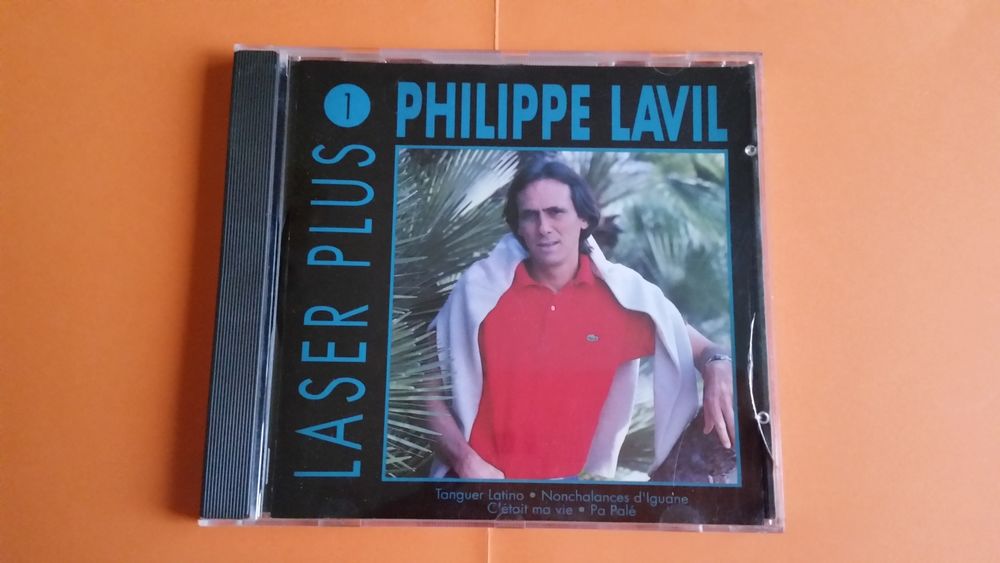 LASER PLUS 1
PHILIPPE LAVIL
Tanguer Latino • Nonchalances d'Iguane
C'était ma vie • Pa Palé